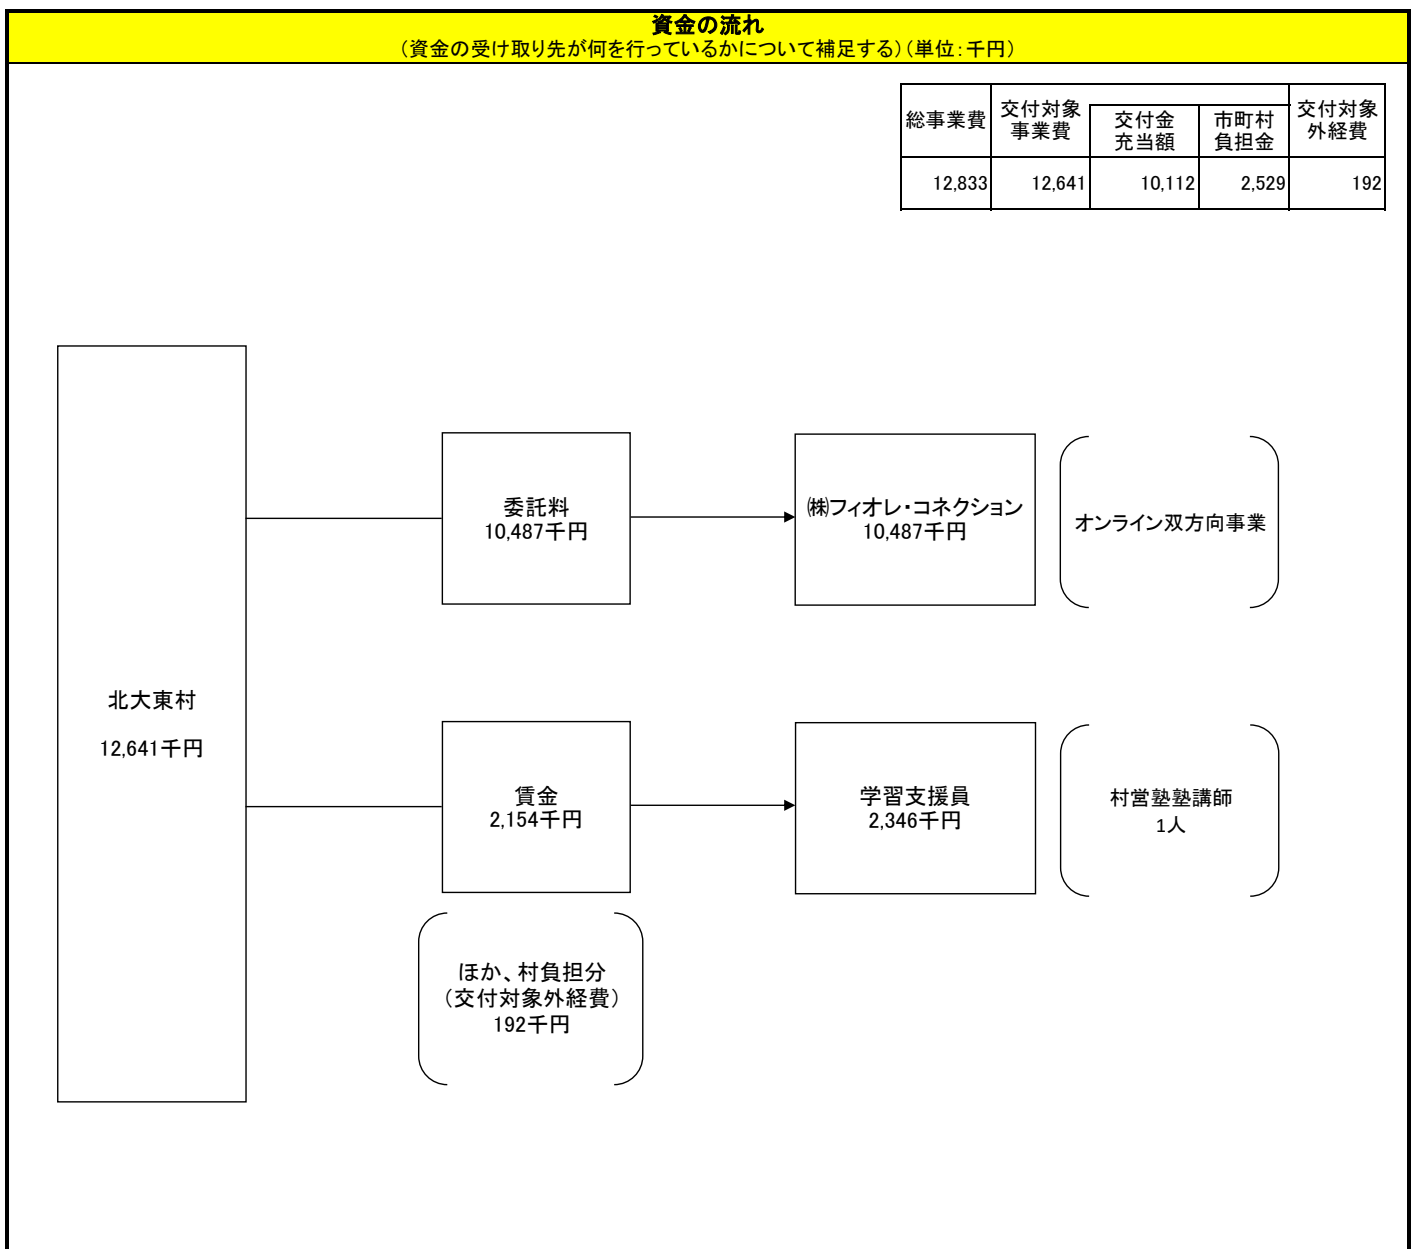 資金の流れ
（資金の受け取り先が何を行っているかについて補足する）（単位：千円）
総事業費
交付対象
事業費
交付金
充当額
市町村
負担金
交付対象
外経費
12,833
12,641
10,112
2,529
192
委託料
10,487千円
㈱フィオレ・コネクション
10,487千円
オンライン双方向事業
北大東村
12,641千円
賃金
2,154千円
学習支援員
2,346千円
村営塾塾講師
1人
ほか、村負担分
（交付対象外経費）
192千円